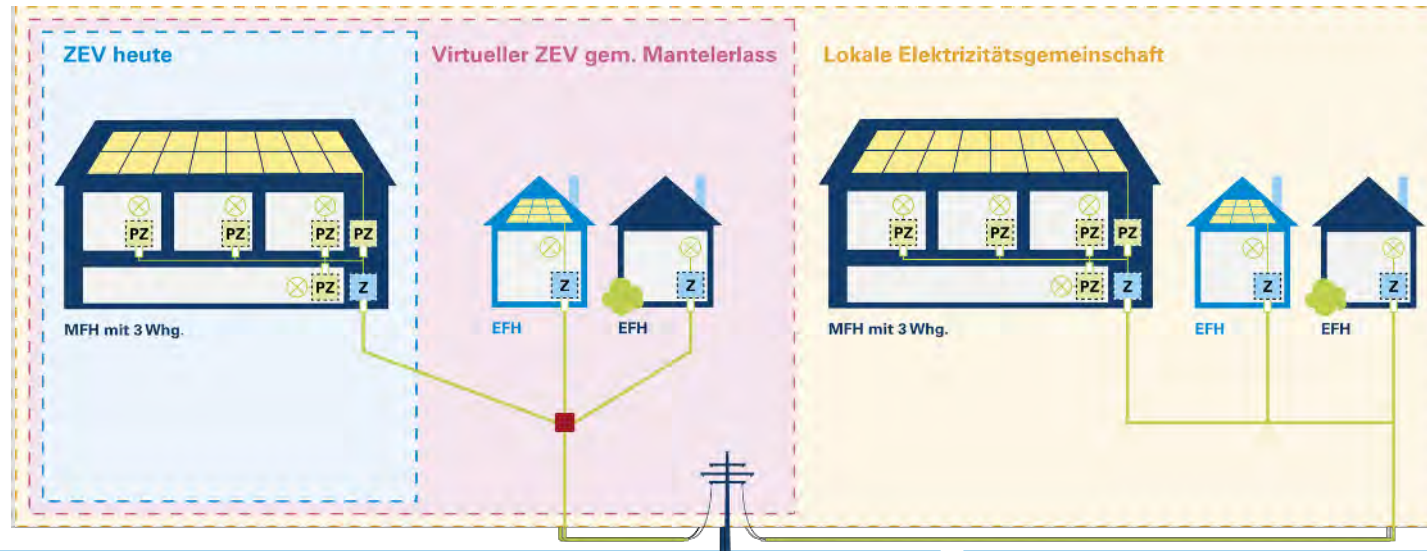 ZEV heute
Virtueller ZEV gem. Mantelerlass
Lokale Elektrizitätsgemeinschaft
PZ PZ PZ PZ
PZ Z
MFH mit 3 Whg.
Z Z
EFH EFH
PZ PZ PZ PZ
PZ Z
MFH mit 3 Whg.
Z Z
EFH EFH